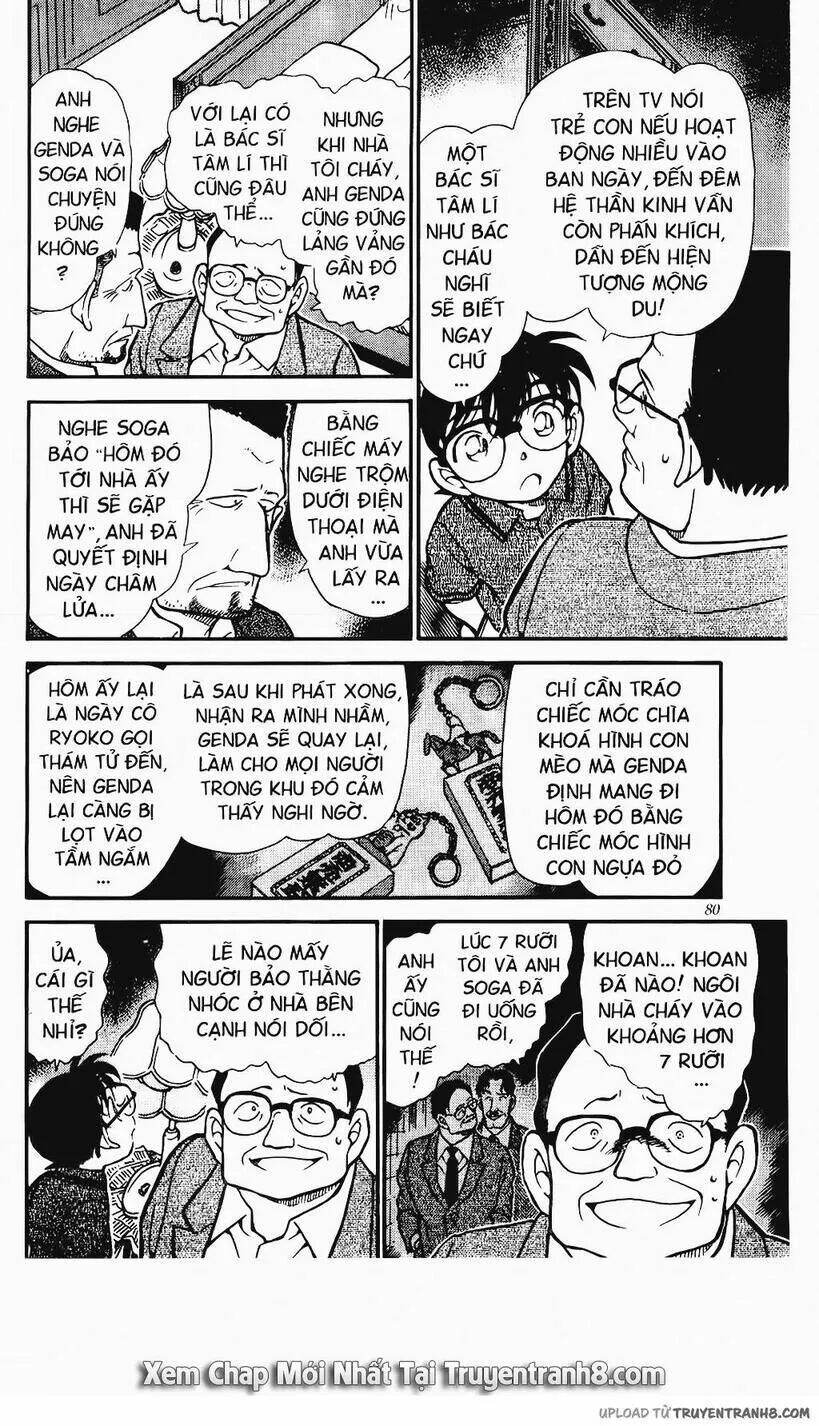 TRÊN TV NÓI
TRẺ CON NẾU HOẠT
ĐỘNG NHIỀU VÀO
BAN NGÀY, ĐẾN ĐÊM
HỆ THẦN KINH VẪN
CÒN PHẤN KHÍCH,
DẪN ĐẾN HIỆN
TƯỢNG MỘNG
DU!
MỘT
BÁC SĨ
TÂM LÍ
NHƯ BÁC
CHÁU
NGHĨ
SẼ BIẾT
NGAY
CHỨ
...
NHƯNG
KHI NHÀ
TÔI CHÁY,
ANH GENDA
CŨNG ĐỨNG
LẢNG VẢNG
GẦN ĐÓ
MÀ?
VỚI LẠI CÓ
LÀ BÁC SĨ
TÂM LÍ THÌ
CŨNG ĐÂU
THỂ...
ANH
NGHE
GENDA VÀ
SOGA NÓI
CHUYỆN
ĐÚNG
KHÔNG
?
BẰNG
CHIẾC MÁY
NGHE TRỘM
DƯỚI ĐIỆN
THOẠI MÀ
ANH VỪA
LẤY RA
...
NGHE SOGA
BẢO "HÔM ĐÓ
TỚI NHÀ ẤY
THÌ SẼ GẶP
MAY", ANH ĐÃ
QUYẾT ĐỊNH
NGÀY CHÂM
LỬA...
CHỈ CẦN TRÁO
CHIẾC MÓC CHÌA
KHOÁ HÌNH CON
MÈO MÀ GENDA
ĐỊNH MANG ĐI
HÔM ĐÓ BẰNG
CHIẾC MÓC HÌNH
CON NGỰA ĐỎ
LÀ SAU KHI PHÁT XONG,
NHẬN RA MÌNH NHẦM,
GENDA SẼ QUAY LẠI,
LÀM CHO MỌI NGƯỜI
TRONG KHU ĐÓ CẢM
THẤY NGHI NGỜ.
HÔM ẤY LẠI
LÀ NGÀY CÔ
RYOKO GỌI
THÁM TỬ ĐẾN,
NÊN GENDA
LẠI CÀNG BỊ
LỌT VÀO
TẦM NGẮM
...
80
KHOAN... KHOAN
ĐÃ NÀO! NGÔI
NHÀ CHÁY VÀO
KHOẢNG HƠN
7 RƯỠI
...
LÚC 7 RƯỠI
TÔI VÀ ANH
SOGA ĐÃ
ĐI UỐNG
RỒI,
ANH
ẤY
CŨNG
NÓI
THẾ
!
LẼ NÀO MẤY
NGƯỜI BẢO THẰNG
NHÓC Ở NHÀ BÊN
CẠNH NÓI DỐI...
ỦA,
CÁI GÌ
THẾ
NHỈ?
Xem Chap Mới Nhất Tại Truyentranh8.com
UPLOAD TỪ TRUYENTRANH8.COM